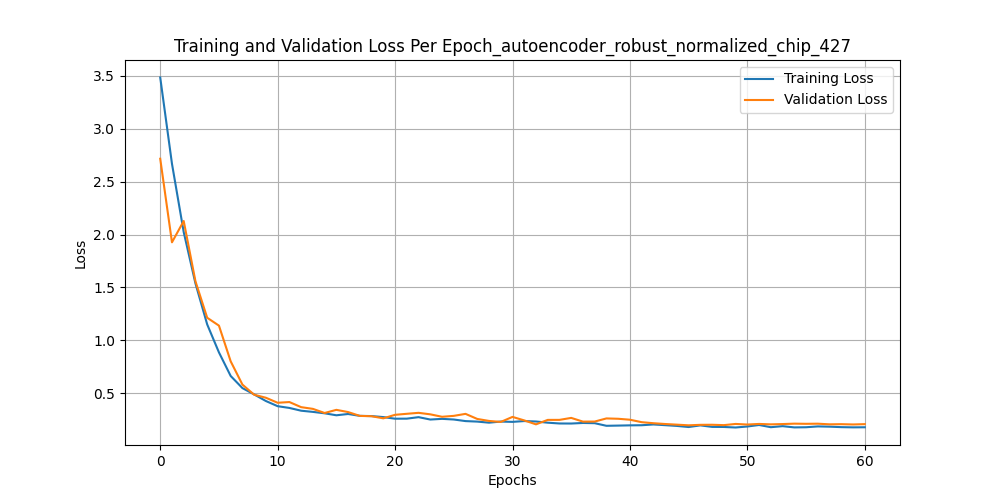 Training and Validation Loss Per Epoch_autoencoder_robust_normalized_chip_427
Training Loss
Validation Loss
3.5
3.0
2.5
2.0
1.5
1.0
0.5
Loss
0 10 20 30 40 50 60
Epochs